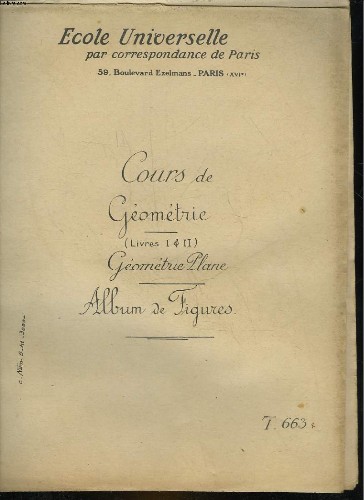 Ecole Universelle
par correspondance de Paris
59, Boulevard Exelmans - PARIS (XVIe)
Cours de
Géométrie
(Livres I & II)
Géométrie Plane
Album de Figures
T. 663